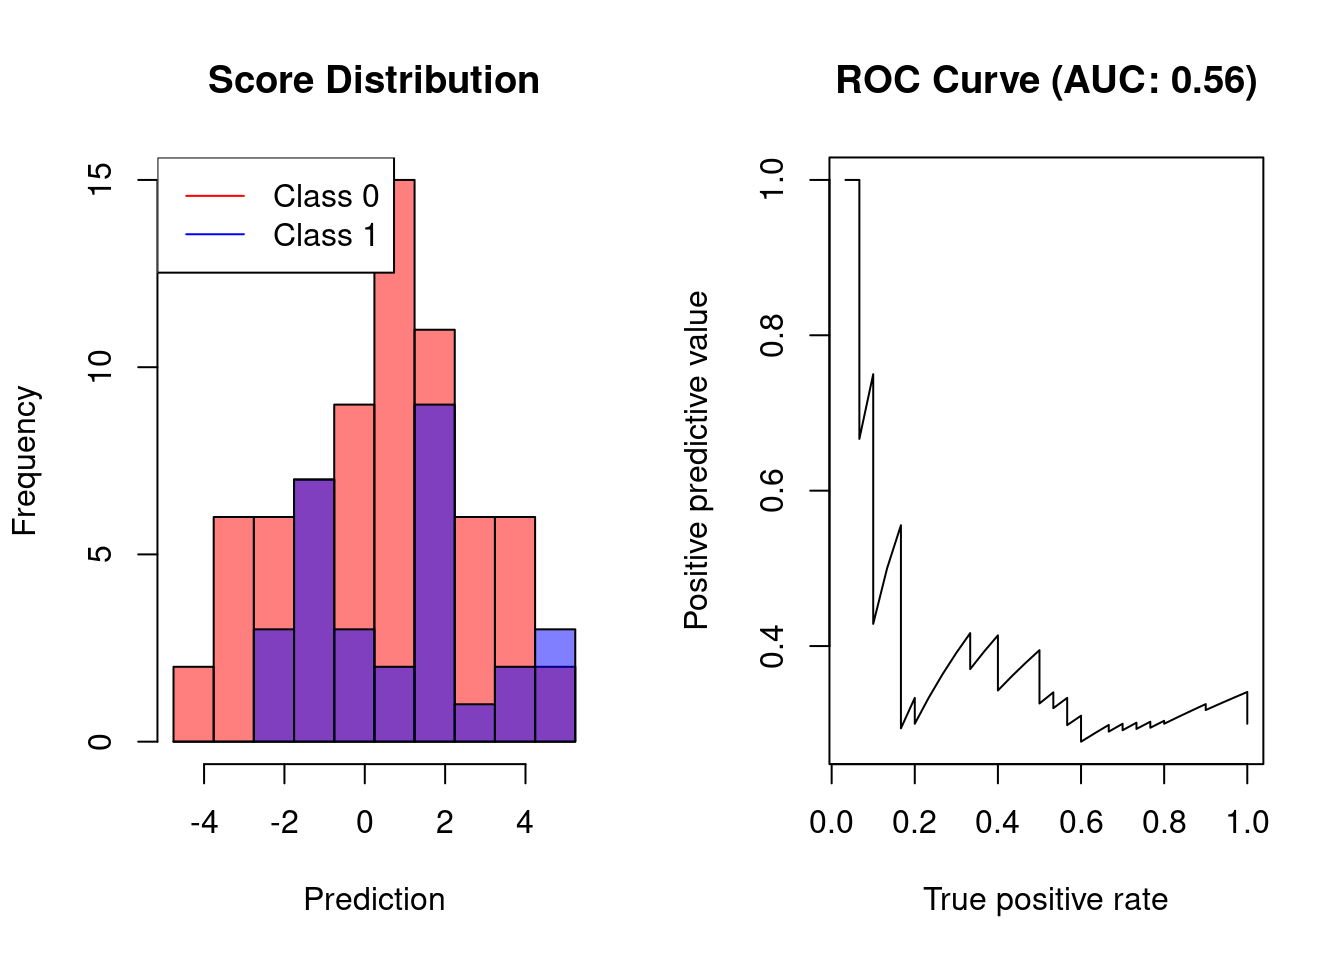 Score Distribution
Class 0
Class 1
Frequency
15
10
5
0
-4 -2 0 2 4
Prediction
ROC Curve (AUC: 0.56)
Positive predictive value
1.0
0.8
0.6
0.4
0.0 0.2 0.4 0.6 0.8 1.0
True positive rate